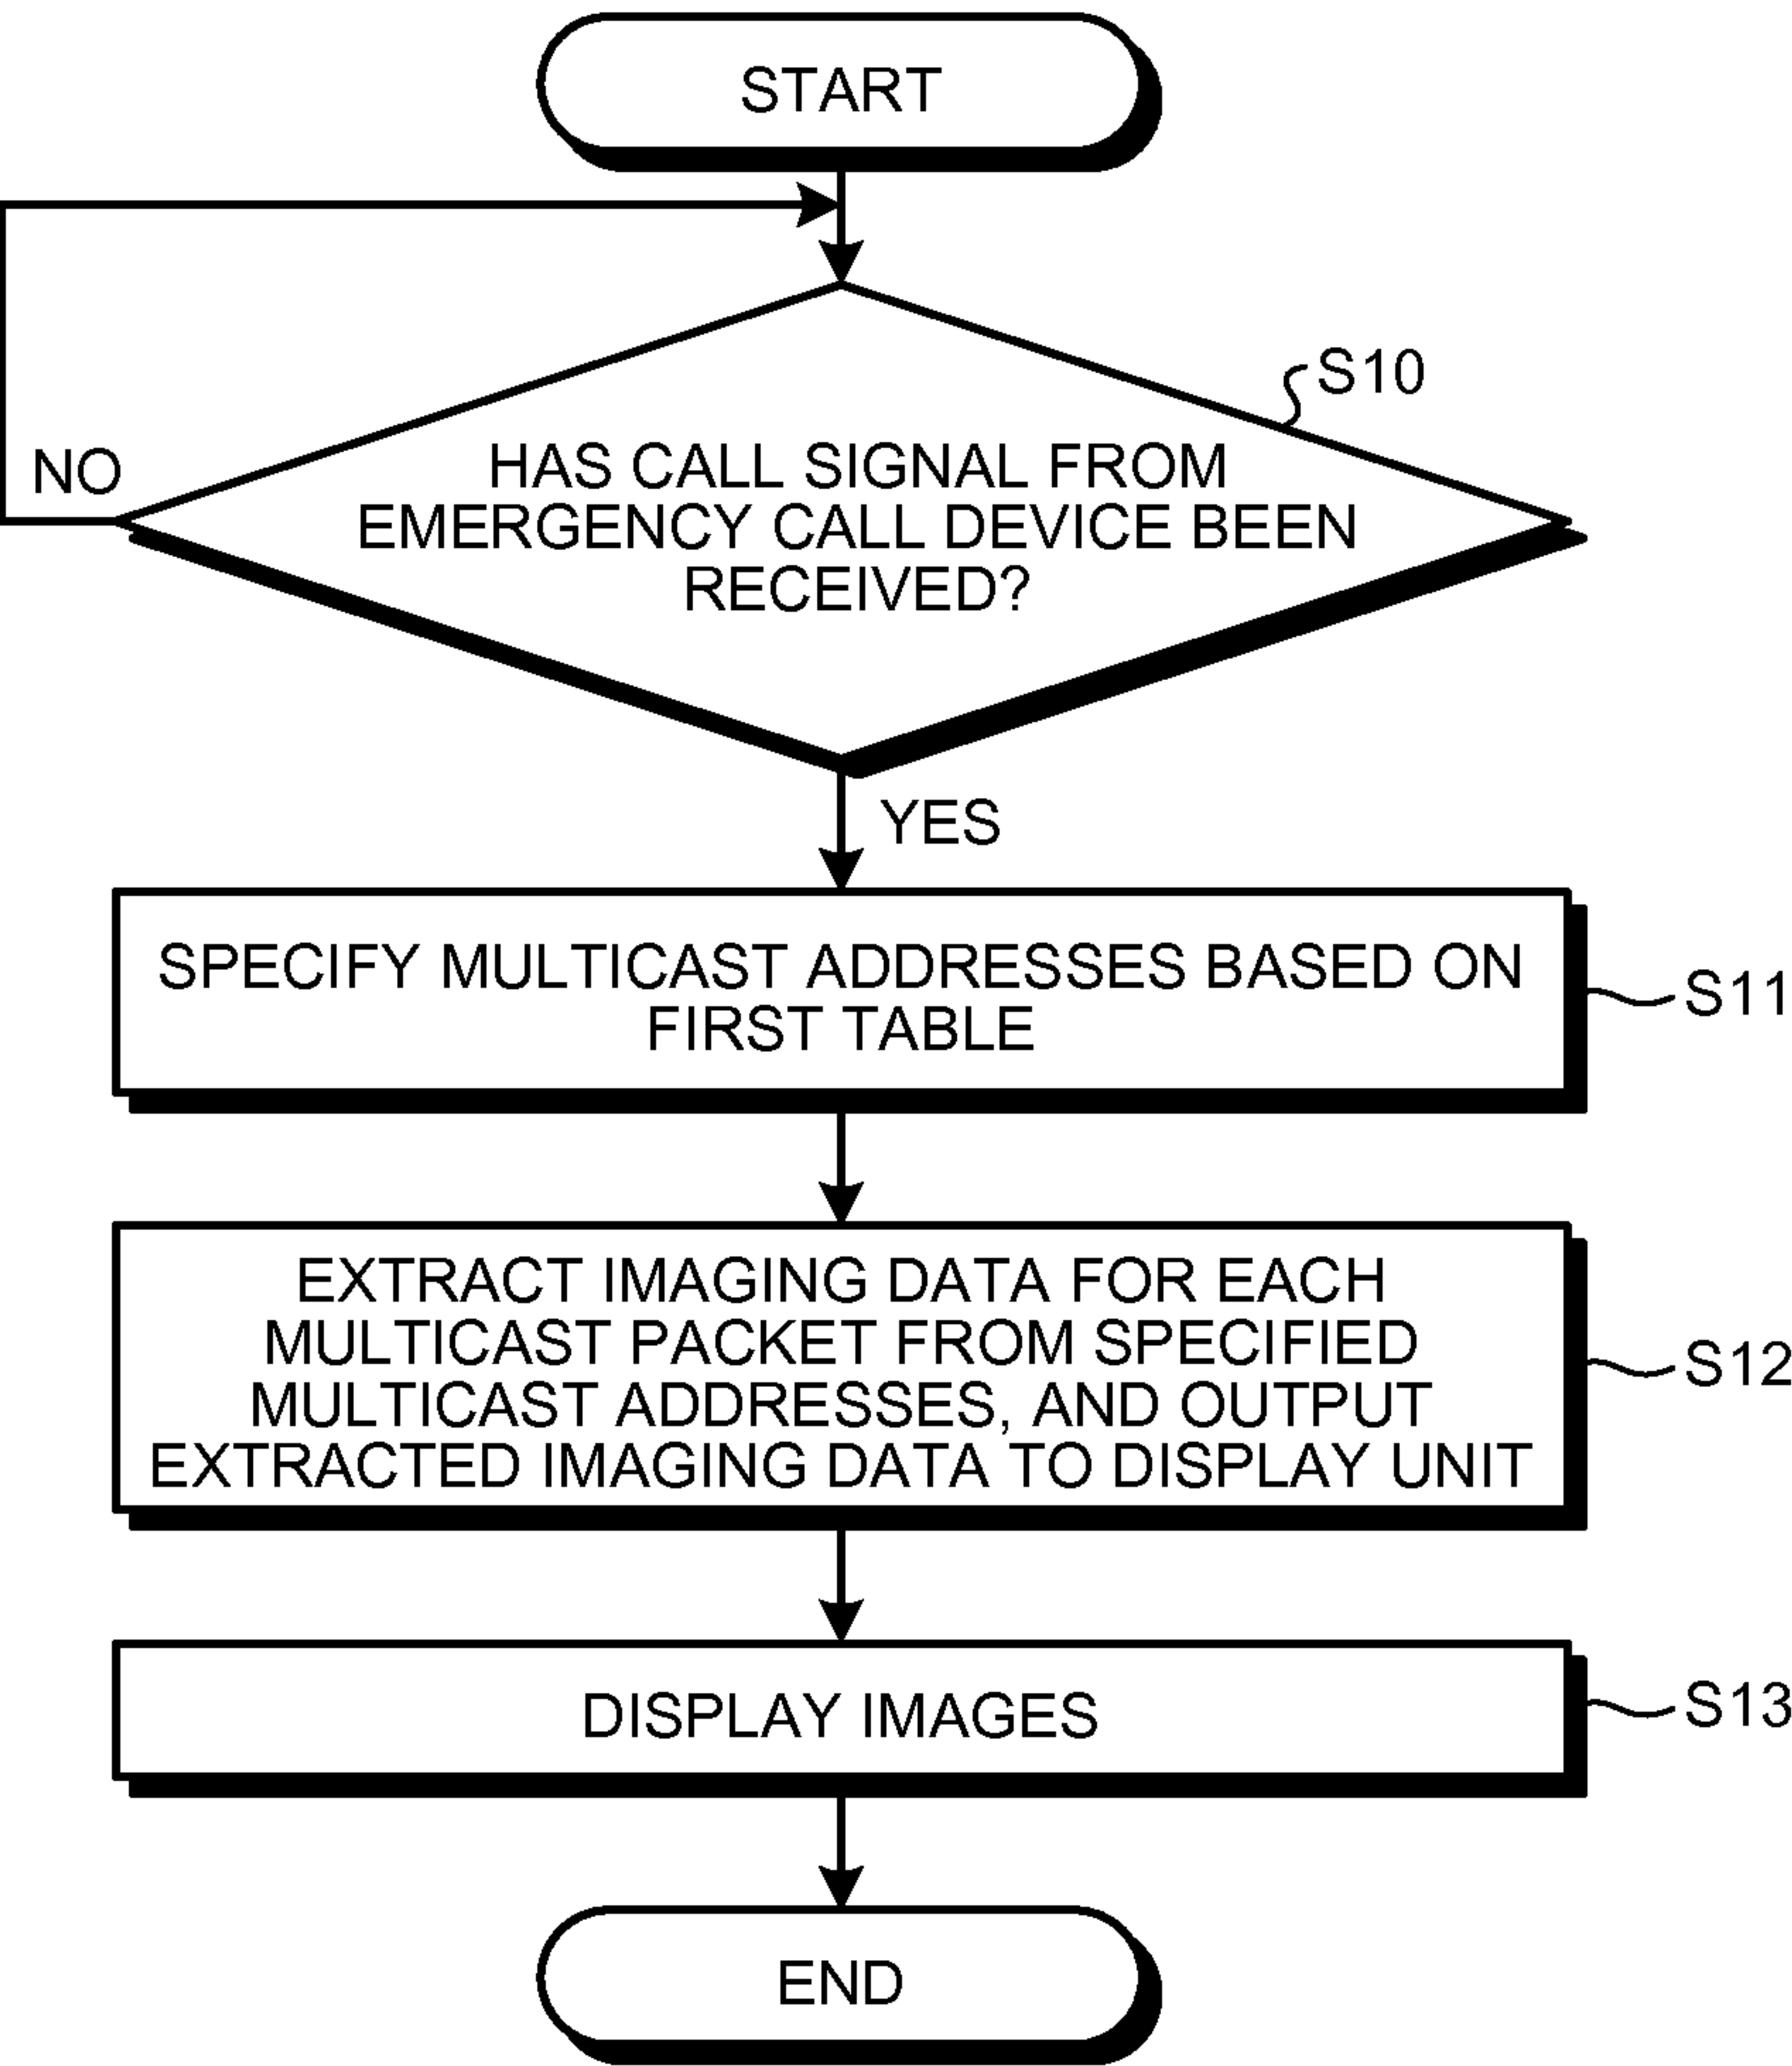 START
S10
NO
HAS CALL SIGNAL FROM
EMERGENCY CALL DEVICE BEEN
RECEIVED?
YES
SPECIFY MULTICAST ADDRESSES BASED ON
FIRST TABLE
S11
EXTRACT IMAGING DATA FOR EACH
MULTICAST PACKET FROM SPECIFIED
MULTICAST ADDRESSES, AND OUTPUT
EXTRACTED IMAGING DATA TO DISPLAY UNIT
S12
DISPLAY IMAGES
S13
END